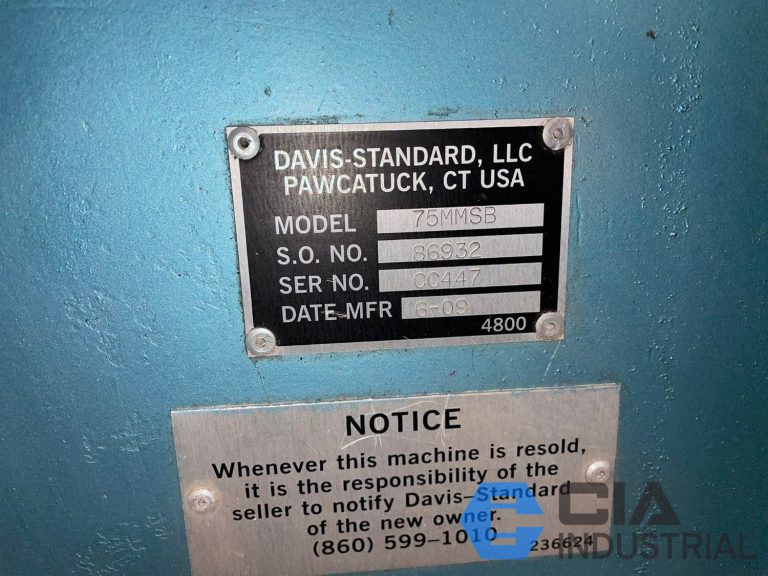 DAVIS-STANDARD, LLC
PAWCATUCK, CT USA
MODEL 75MMSB
S.O. NO. 86932
SER NO. CC447
DATE MFR 6-09
4800
NOTICE
Whenever this machine is resold,
it is the responsibility of the
seller to notify Davis-Standard
of the new owner.
(860) 599-1010
236624
CIA
INDUSTRIAL